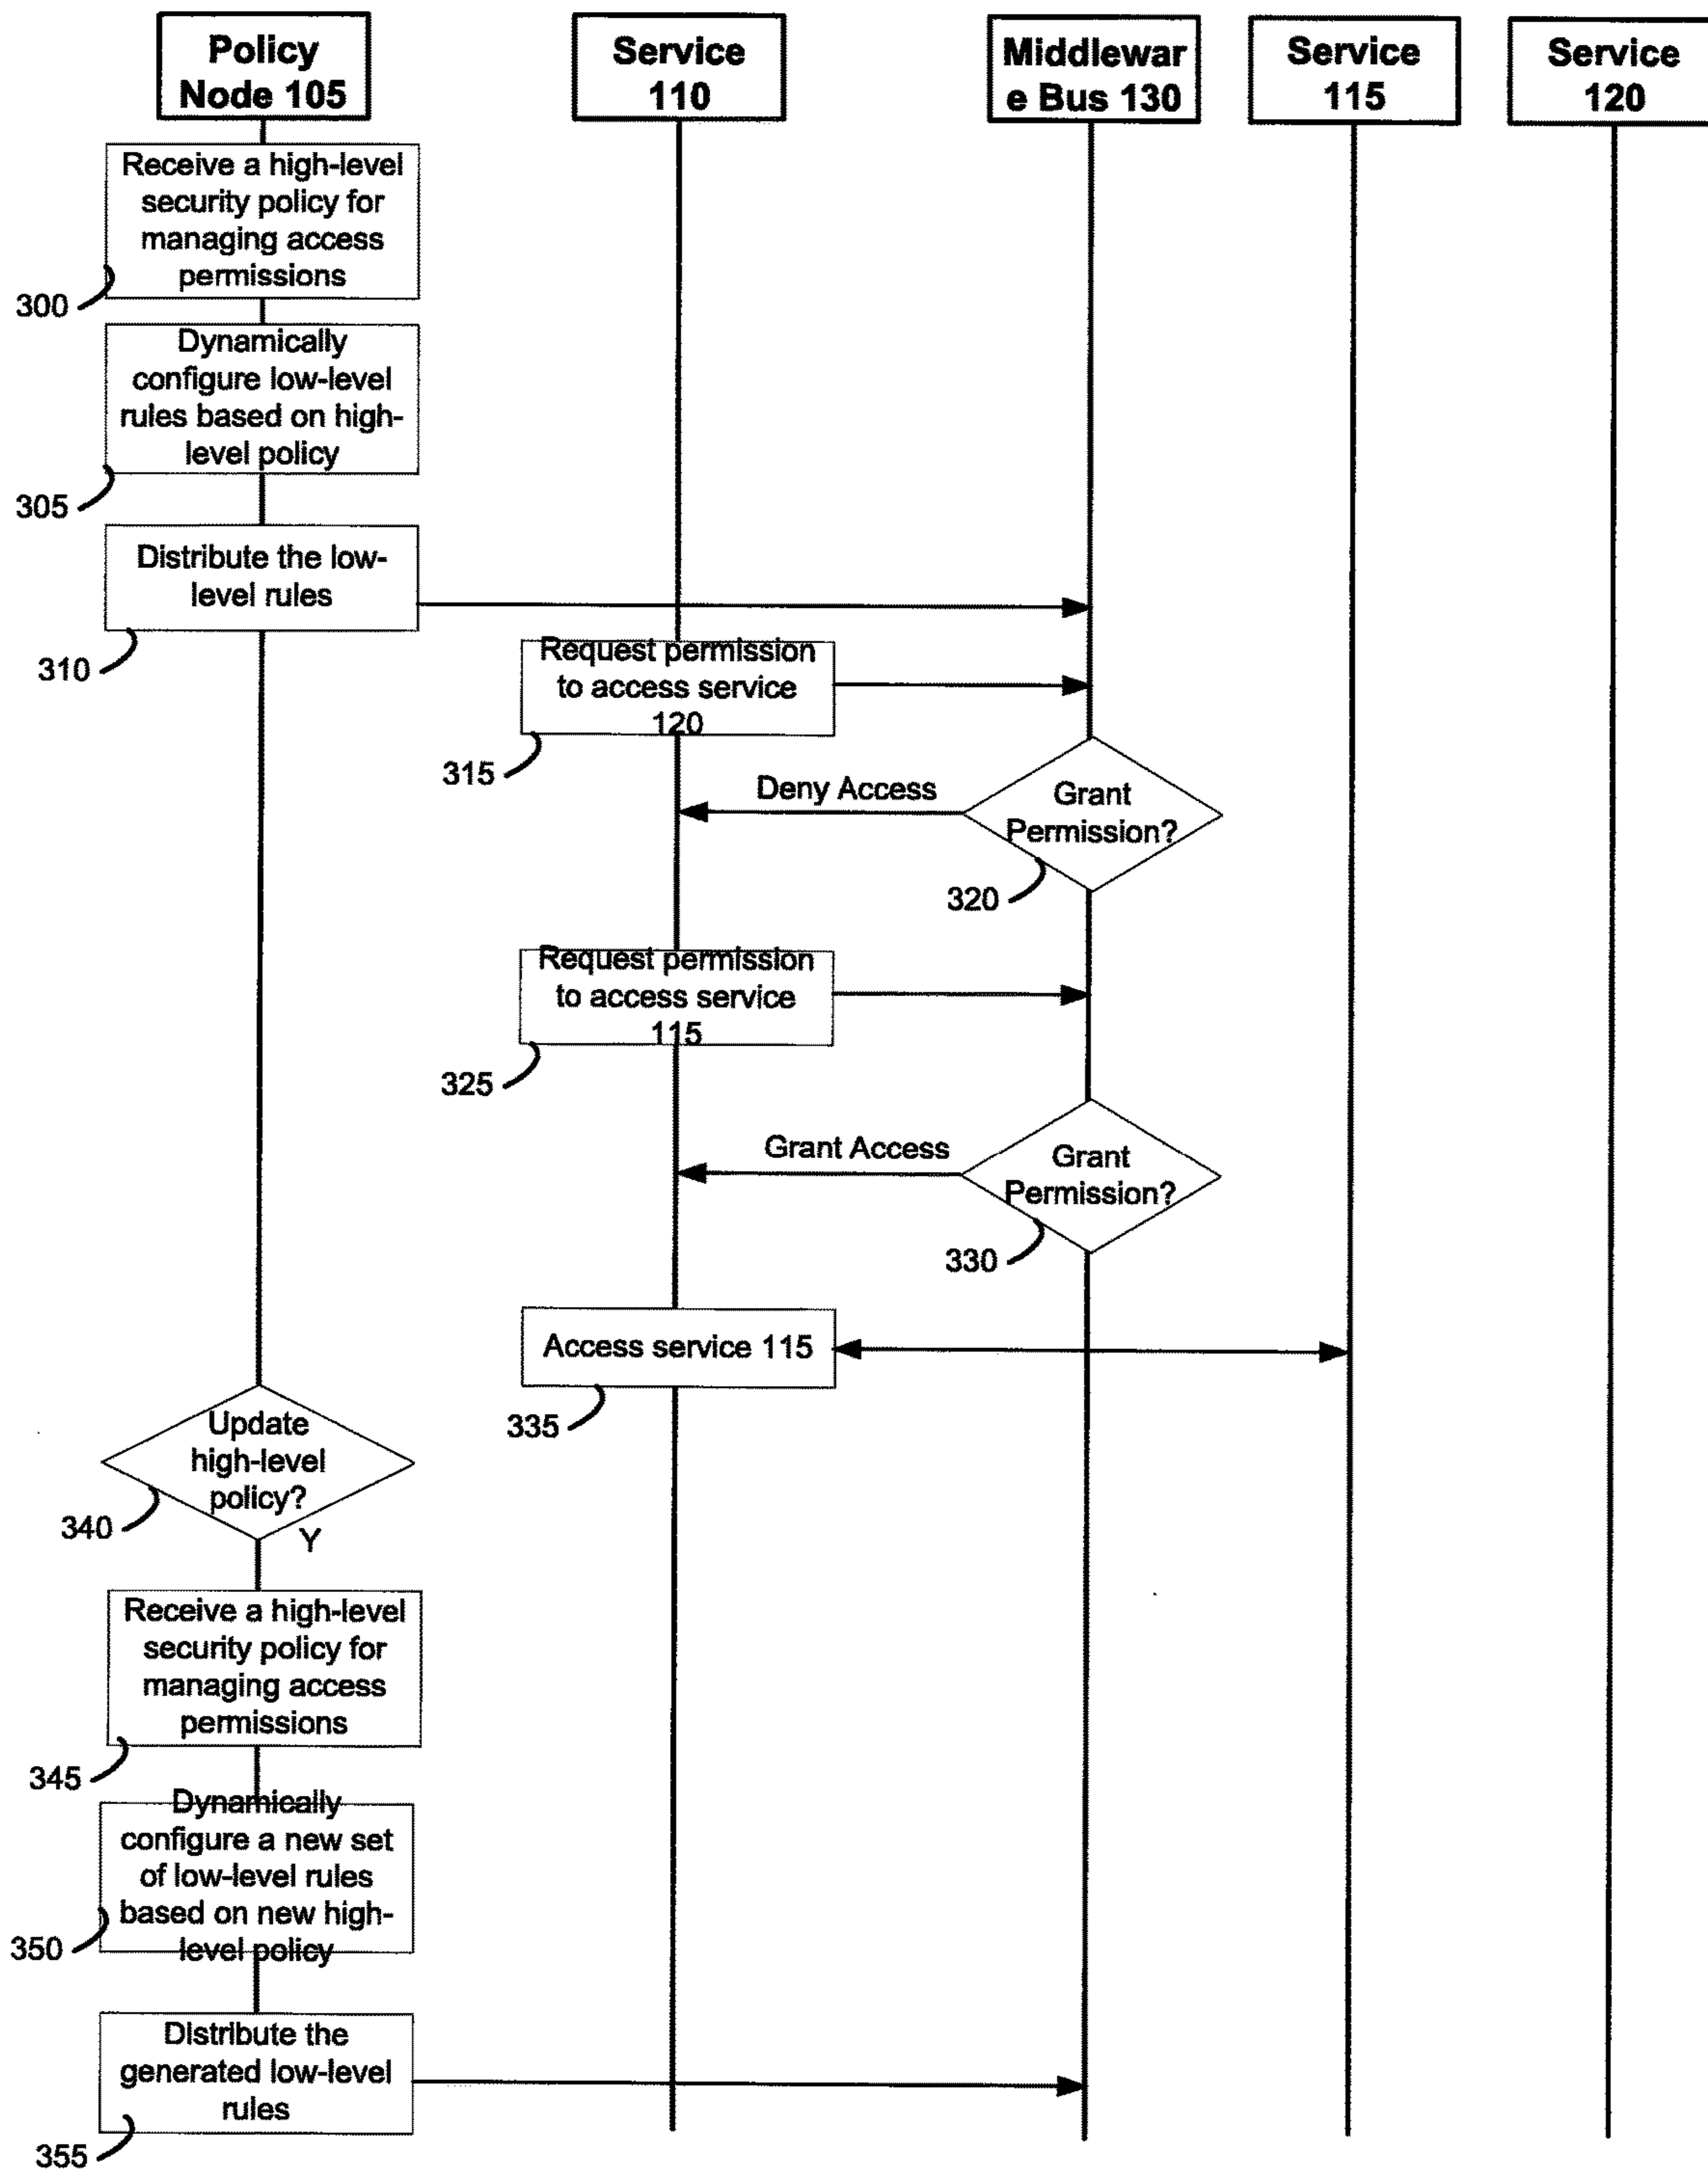 Policy
Node 105
Service
110
Middlewar
e Bus 130
Service
115
Service
120
Receive a high-level
security policy for
managing access
permissions
300
Dynamically
configure low-level
rules based on high-
level policy
305
Distribute the low-
level rules
310
Request permission
to access service
120
315
Deny Access
Grant
Permission?
320
Request permission
to access service
115
325
Grant Access
Grant
Permission?
330
Access service 115
335
Update
high-level
policy?
340
Y
Receive a high-level
security policy for
managing access
permissions
345
Dynamically
configure a new set
of low-level rules
based on new high-
level policy
350
Distribute the
generated low-level
rules
355